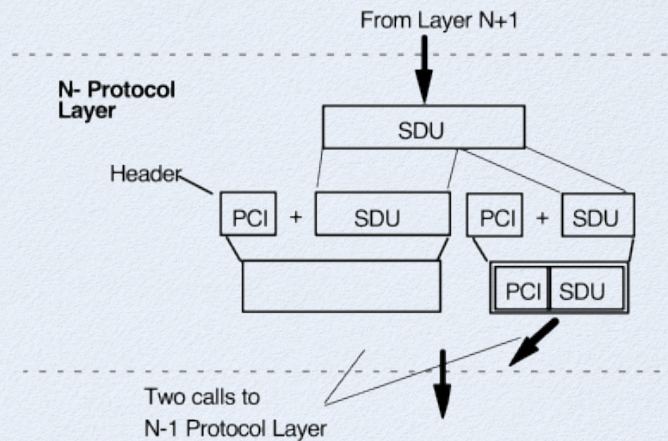 From Layer N+1
N- Protocol
Layer
SDU
Header
PCI + SDU PCI + SDU
PCI SDU
Two calls to
N-1 Protocol Layer